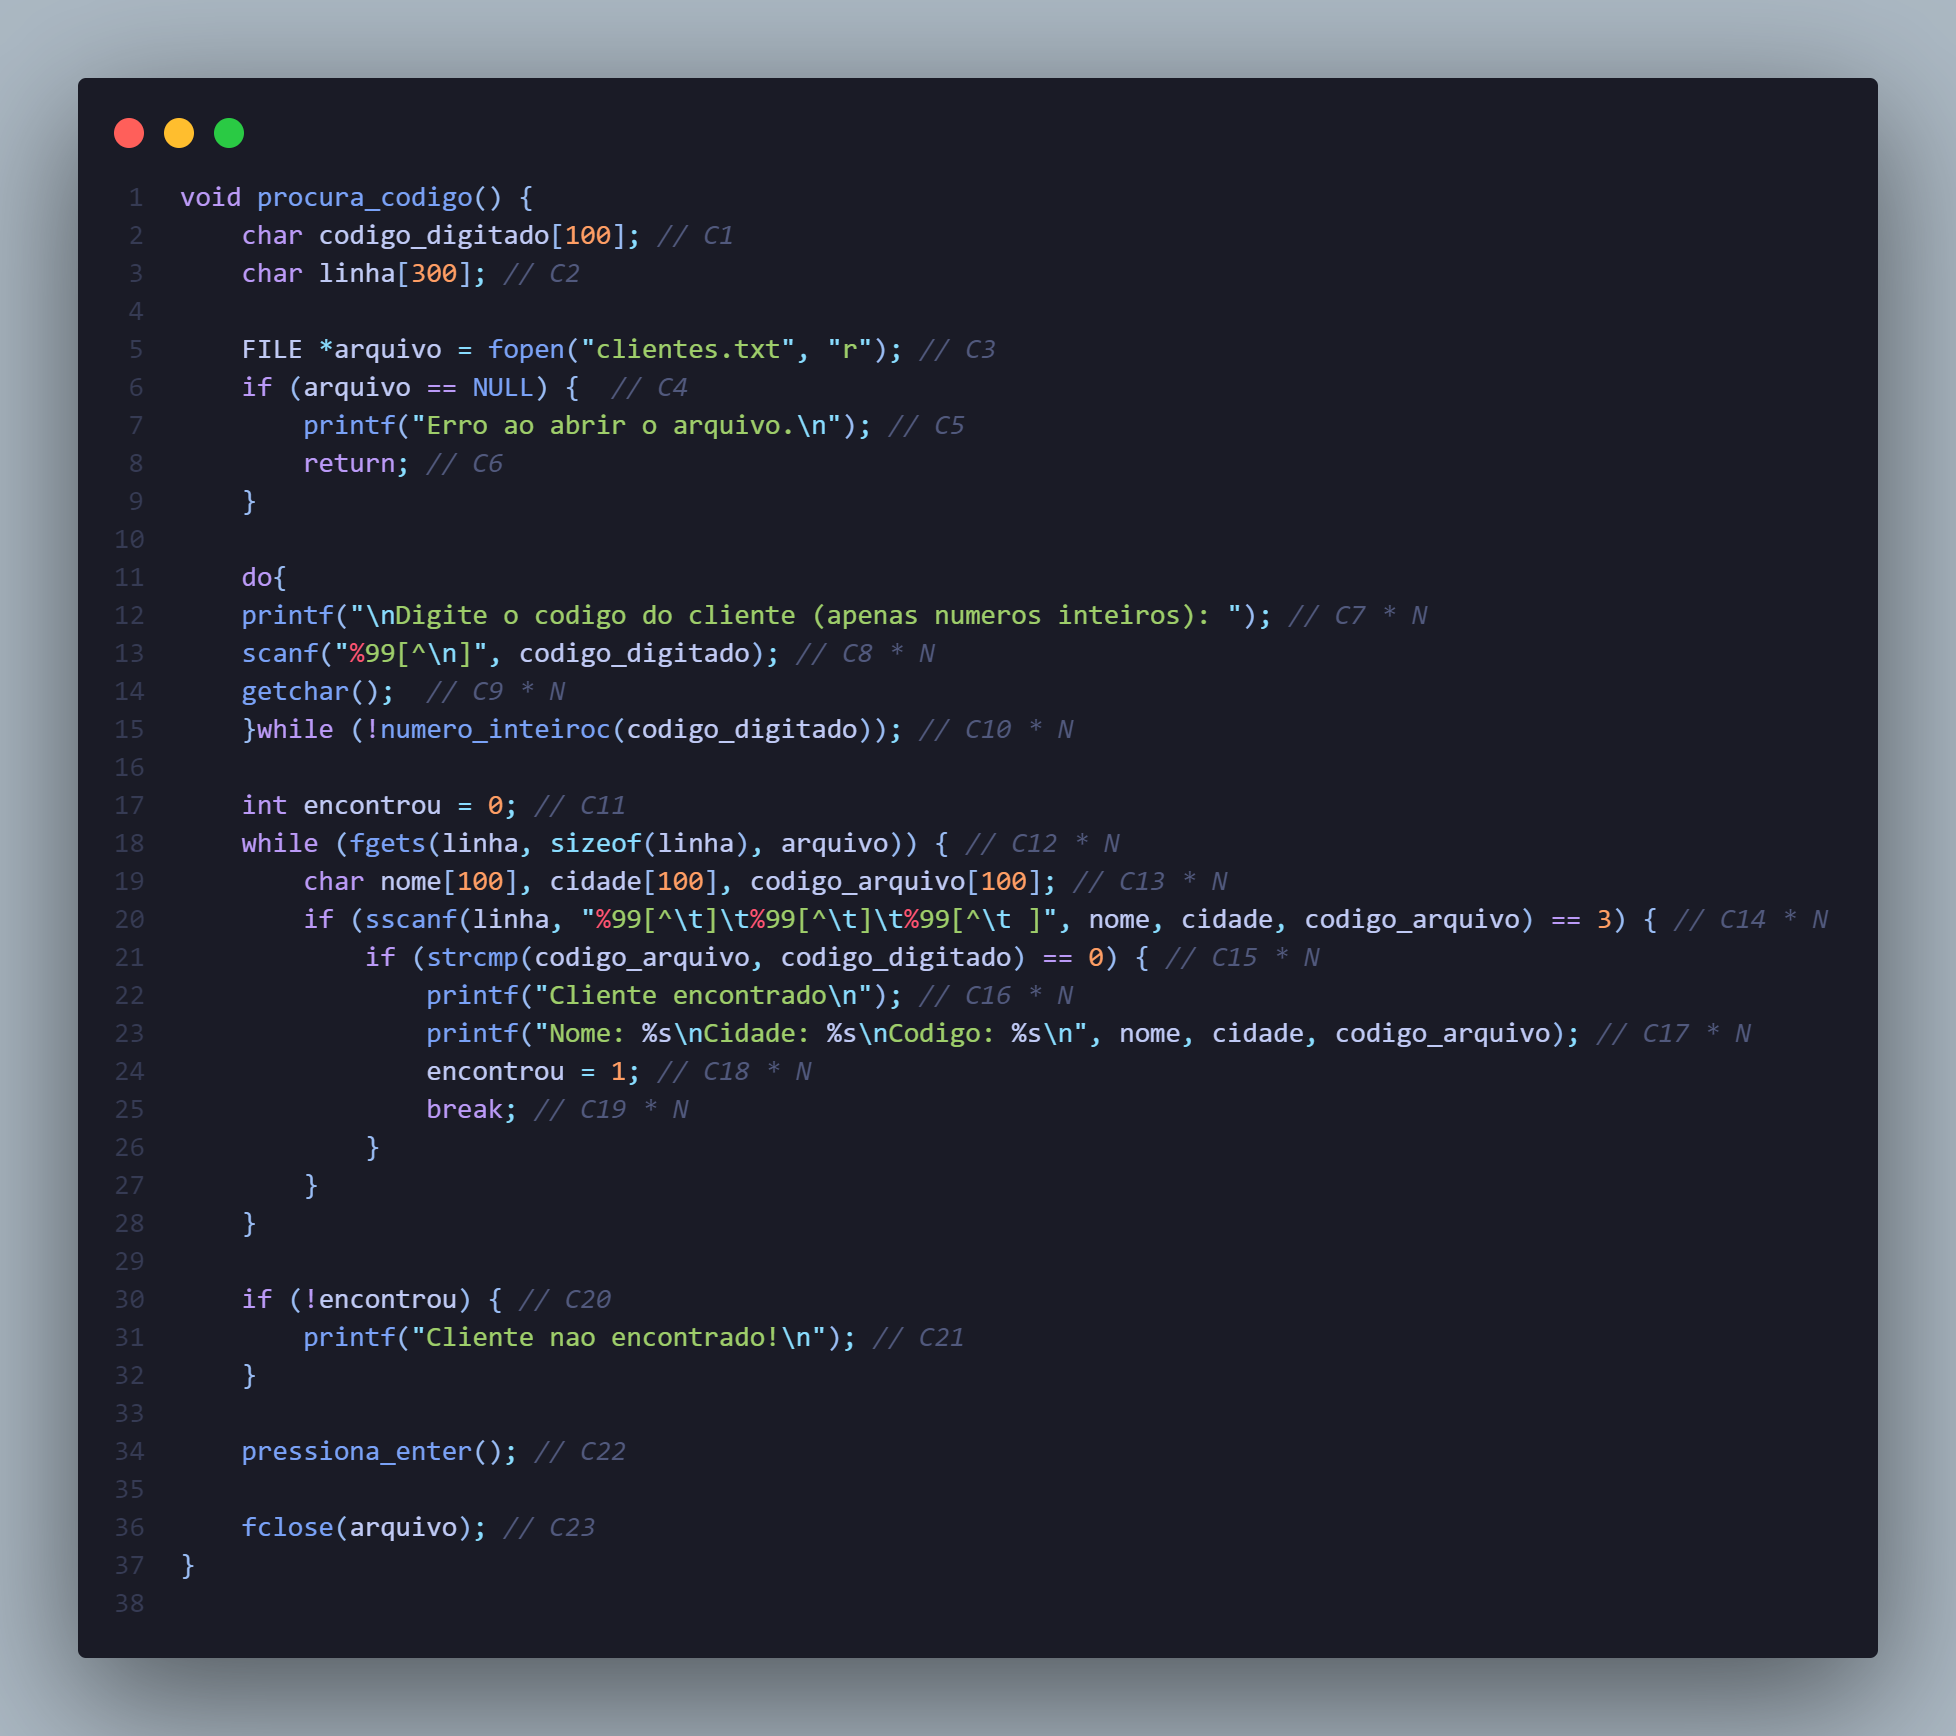 1 void procura_codigo() {
2     char codigo_digitado[100]; // C1
3     char linha[300]; // C2
4
5     FILE *arquivo = fopen("clientes.txt", "r"); // C3
6     if (arquivo == NULL) {  // C4
7         printf("Erro ao abrir o arquivo.\n"); // C5
8         return; // C6
9     }
10
11     do{
12     printf("\nDigite o codigo do cliente (apenas numeros inteiros): "); // C7 * N
13     scanf("%99[^\n]", codigo_digitado); // C8 * N
14     getchar();  // C9 * N
15     }while (!numero_inteiroc(codigo_digitado)); // C10 * N
16
17     int encontrou = 0; // C11
18     while (fgets(linha, sizeof(linha), arquivo)) { // C12 * N
19         char nome[100], cidade[100], codigo_arquivo[100]; // C13 * N
20         if (sscanf(linha, "%99[^\t]\t%99[^\t]\t%99[^\t ]", nome, cidade, codigo_arquivo) == 3) { // C14 * N
21             if (strcmp(codigo_arquivo, codigo_digitado) == 0) { // C15 * N
22                 printf("Cliente encontrado\n"); // C16 * N
23                 printf("Nome: %s\nCidade: %s\nCodigo: %s\n", nome, cidade, codigo_arquivo); // C17 * N
24                 encontrou = 1; // C18 * N
25                 break; // C19 * N
26             }
27         }
28     }
29
30     if (!encontrou) { // C20
31         printf("Cliente nao encontrado!\n"); // C21
32     }
33
34     pressiona_enter(); // C22
35
36     fclose(arquivo); // C23
37 }
38